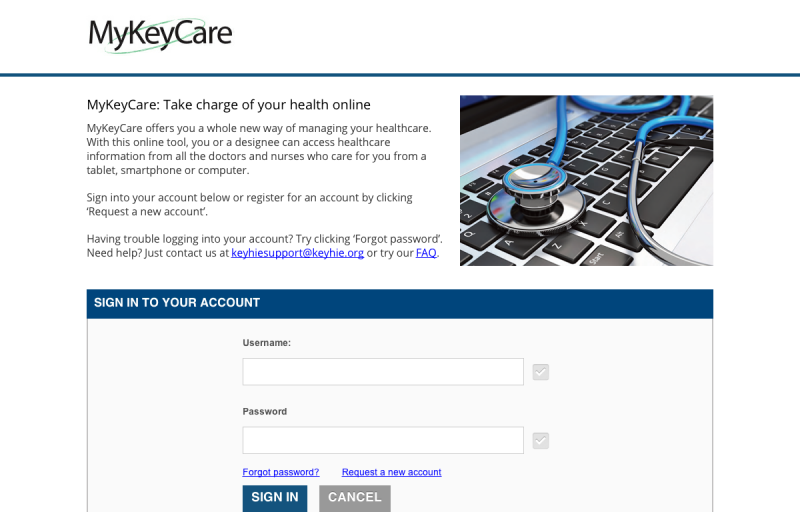 MyKeyCare
MyKeyCare: Take charge of your health online
MyKeyCare offers you a whole new way of managing your healthcare.
With this online tool, you or a designee can access healthcare
information from all the doctors and nurses who care for you from a
tablet, smartphone or computer.
Sign into your account below or register for an account by clicking
‘Request a new account’.
Having trouble logging into your account? Try clicking ‘Forgot password’.
Need help? Just contact us at keyhiesupport@keyhie.org or try our FAQ.
SIGN IN TO YOUR ACCOUNT
Username:
Password
Forgot password? Request a new account
SIGN IN CANCEL